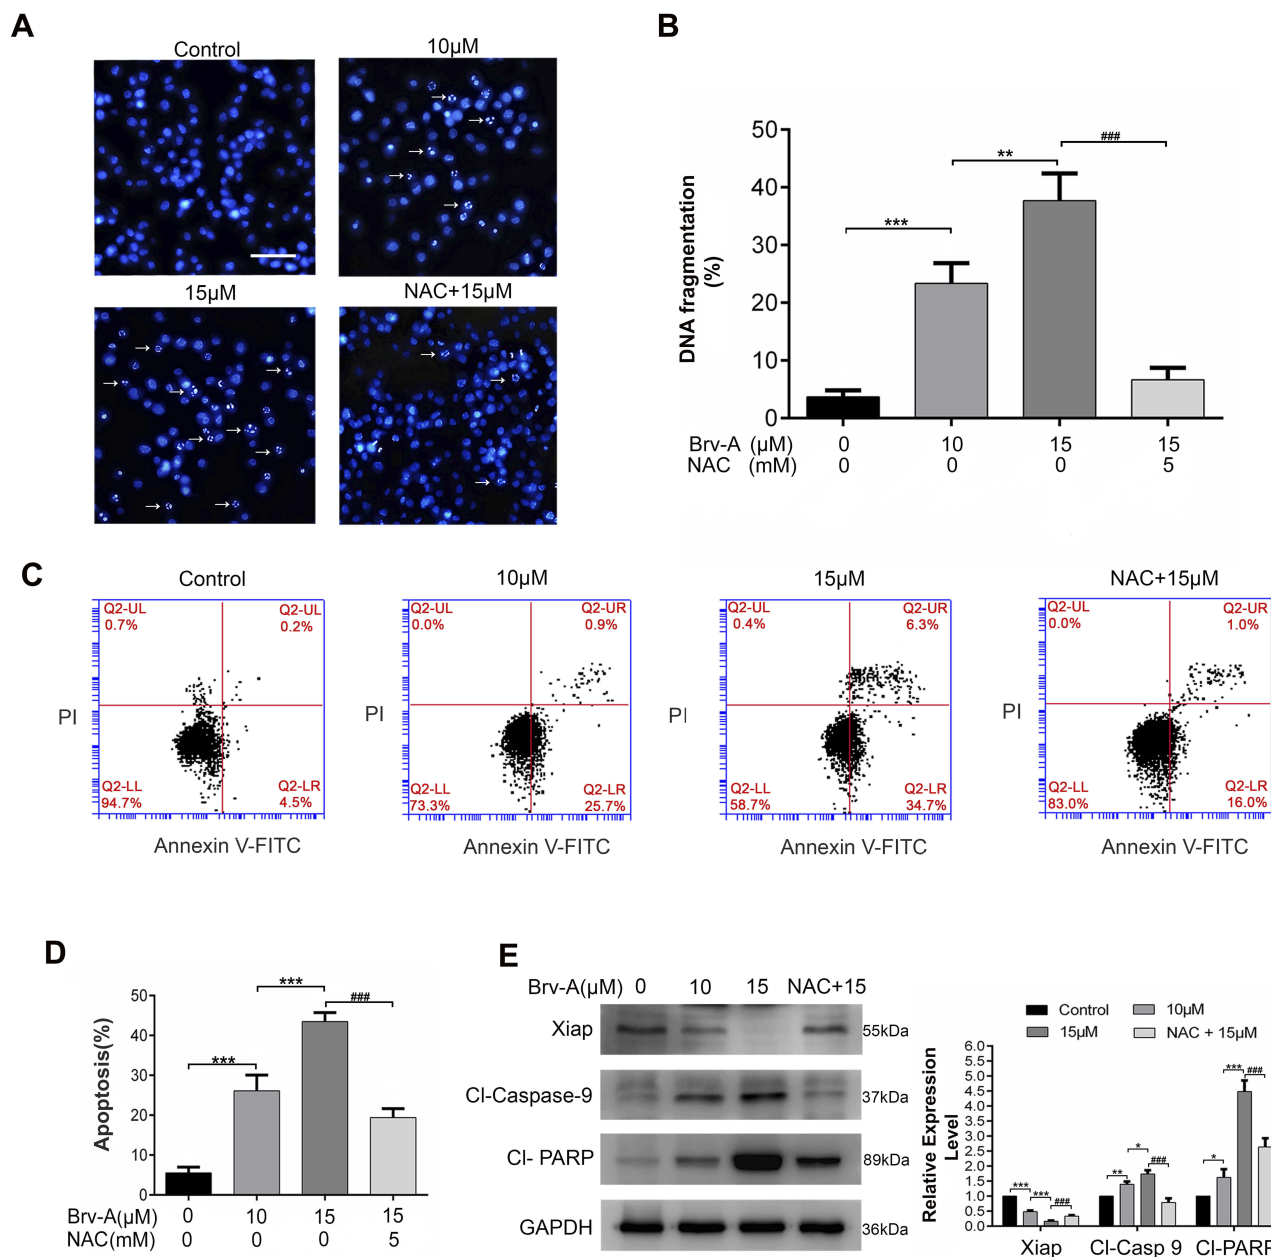 A
Control
10µM
15µM
NAC+15µM
B
DNA fragmentation
(%)
50
40
30
20
10
0
***
**
###
Brv-A (µM) 0 10 15 15
NAC (mM) 0 0 0 5
C
Control
10µM
15µM
NAC+15µM
Q2-UL
0.7%
Q2-UL
0.2%
Q2-LL
94.7%
Q2-LR
4.5%
PI
Annexin V-FITC
Q2-UL
0.0%
Q2-UR
0.9%
Q2-LL
73.3%
Q2-LR
25.7%
PI
Annexin V-FITC
Q2-UL
0.4%
Q2-UR
6.3%
Q2-LL
58.7%
Q2-LR
34.7%
PI
Annexin V-FITC
Q2-UL
0.0%
Q2-UR
1.0%
Q2-LL
83.0%
Q2-LR
16.0%
PI
Annexin V-FITC
D
Apoptosis(%)
50
40
30
20
10
0
***
***
###
Brv-A(µM) 0 10 15 15
NAC(mM) 0 0 0 5
E
Brv-A(µM) 0 10 15 NAC+15
Xiap 55kDa
Cl-Caspase-9 37kDa
Cl- PARP 89kDa
GAPDH 36kDa
Control
10µM
15µM
NAC + 15µM
Relative Expression
Level
6.0
5.5
5.0
4.5
4.0
3.5
3.0
2.5
2.0
1.5
1.0
0.5
0.0
*** *** ###
** * ###
* *** ###
Xiap Cl-Casp 9 Cl-PARP